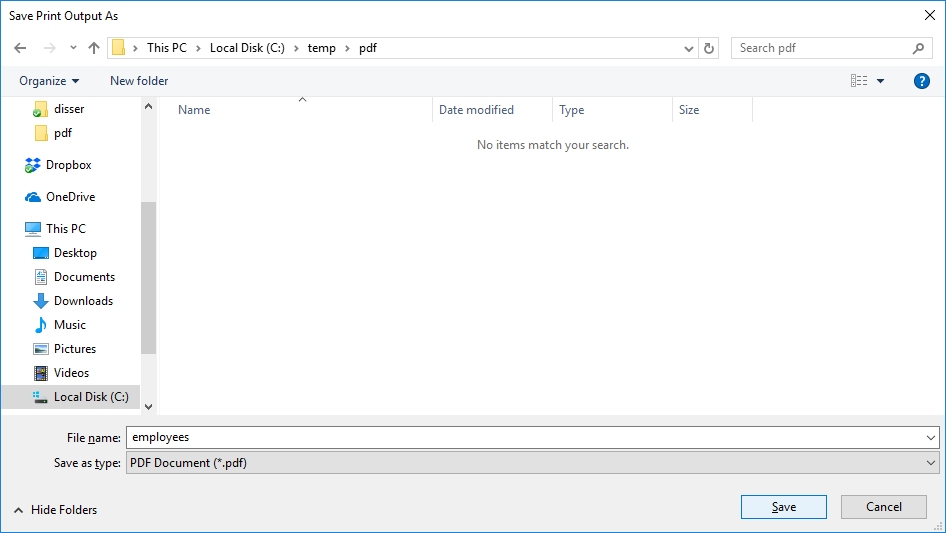 Save Print Output As
This PC > Local Disk (C:) > temp > pdf
Search pdf
Organize
New folder
?
Name
Date modified
Type
Size
No items match your search.
disser
pdf
Dropbox
OneDrive
This PC
Desktop
Documents
Downloads
Music
Pictures
Videos
Local Disk (C:)
File name: employees
Save as type: PDF Document (*.pdf)
Hide Folders
Save
Cancel